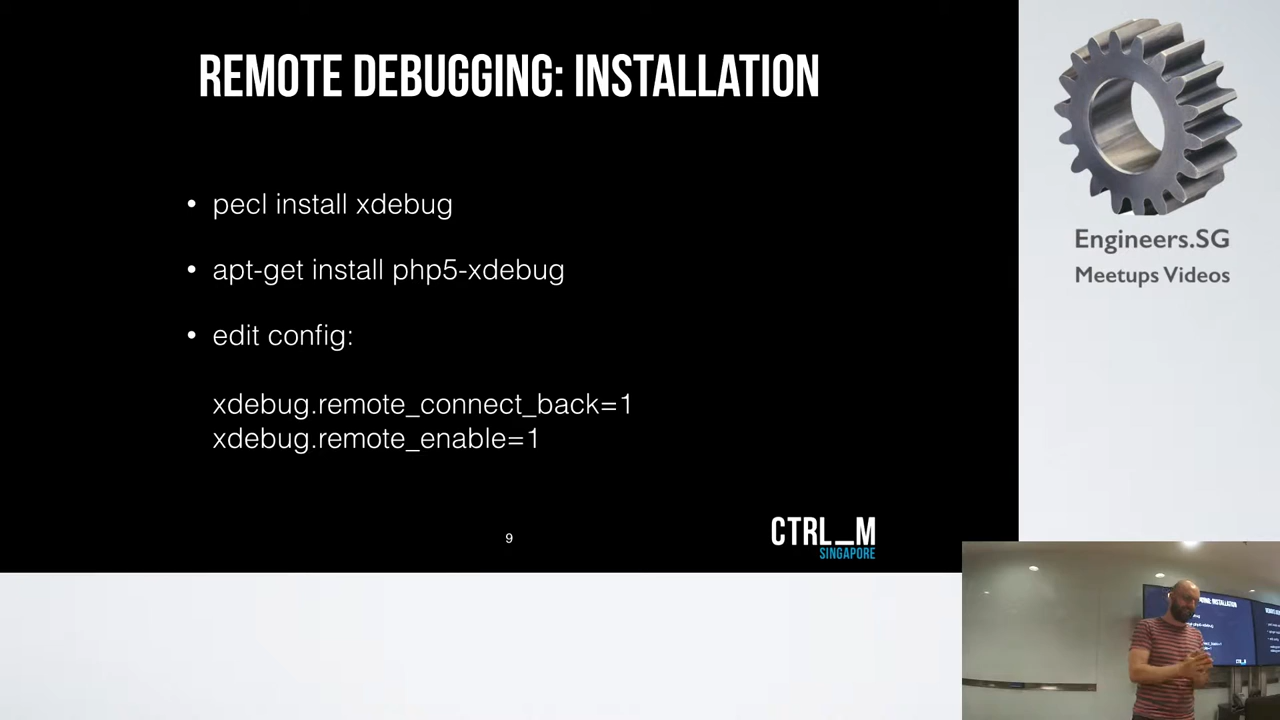 REMOTE DEBUGGING: INSTALLATION
• pecl install xdebug
• apt-get install php5-xdebug
• edit config:
xdebug.remote_connect_back=1
xdebug.remote_enable=1
9
CTRL_M
SINGAPORE
Engineers.SG
Meetups Videos